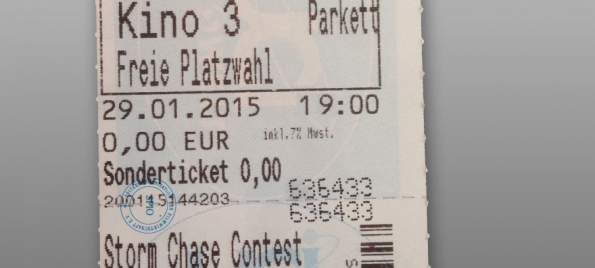 Kino 3 Parkett
Freie Platzwahl
29.01.2015 19:00
0,00 EUR inkl.7% Mwst.
Sonderticket 0,00
636433
200115144203
636433
Storm Chase Contest